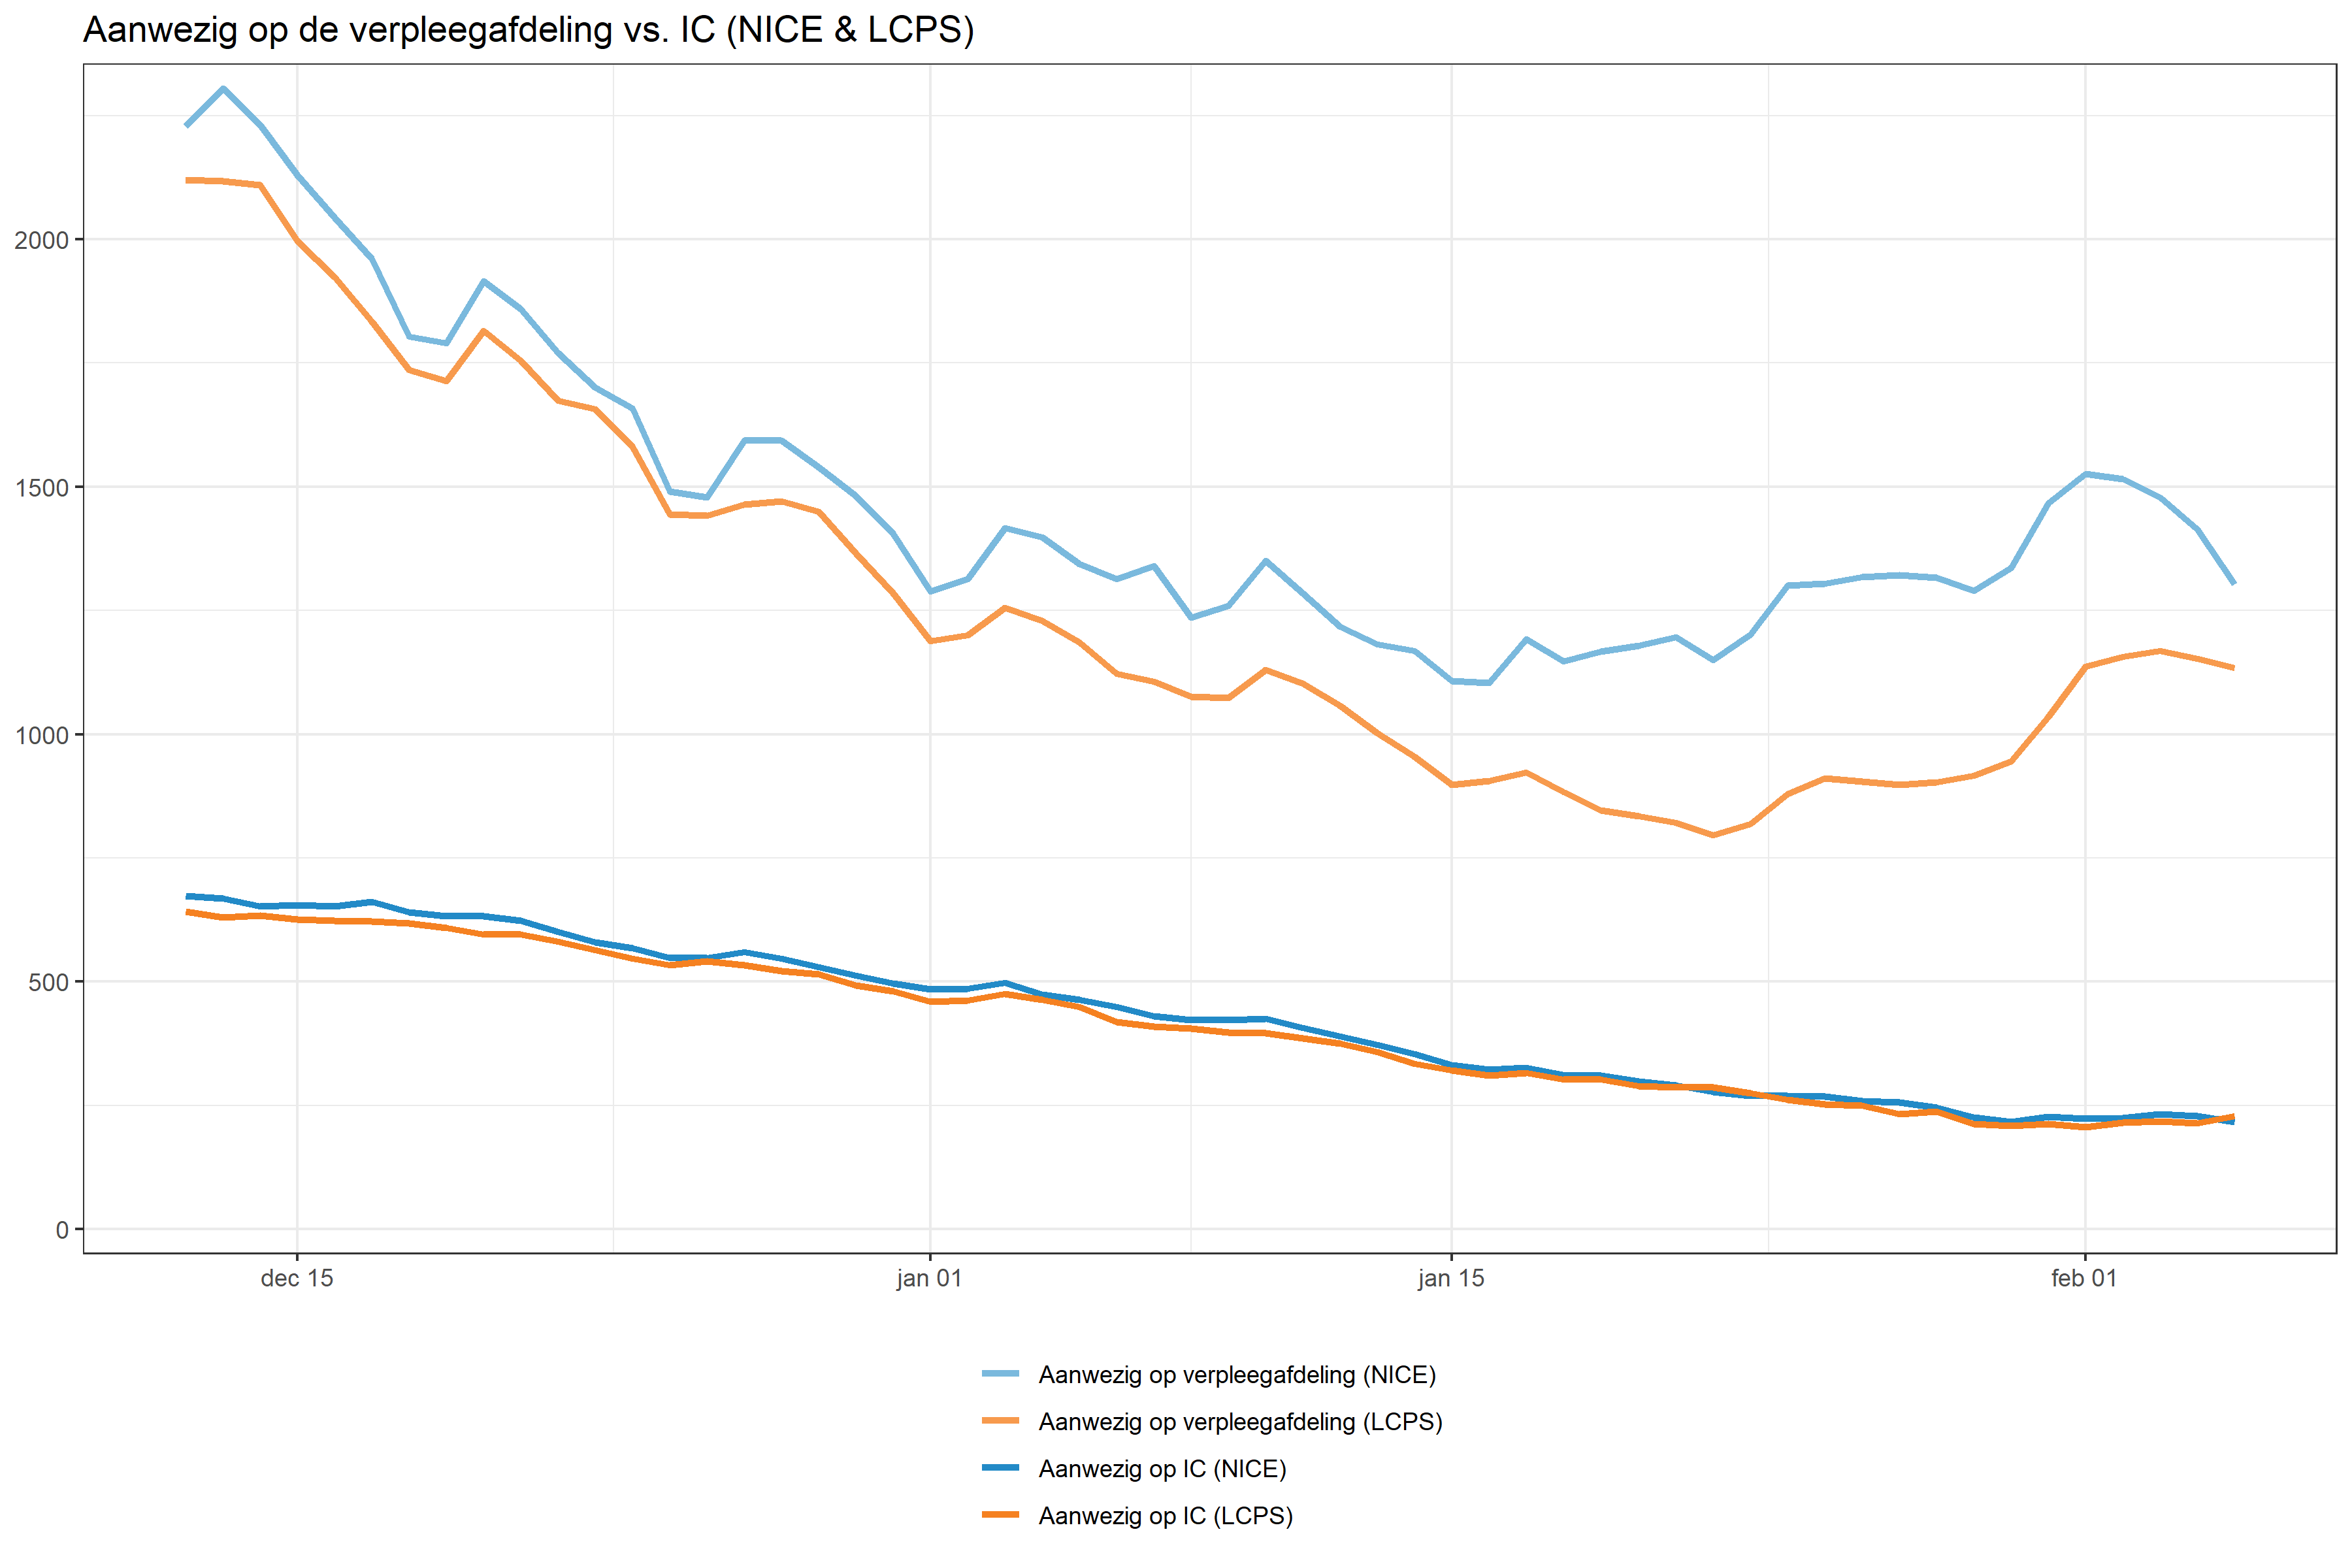 Aanwezig op de verpleegafdeling vs. IC (NICE & LCPS)
2000
1500
1000
500
0
dec 15
jan 01
jan 15
feb 01
Aanwezig op verpleegafdeling (NICE)
Aanwezig op verpleegafdeling (LCPS)
Aanwezig op IC (NICE)
Aanwezig op IC (LCPS)